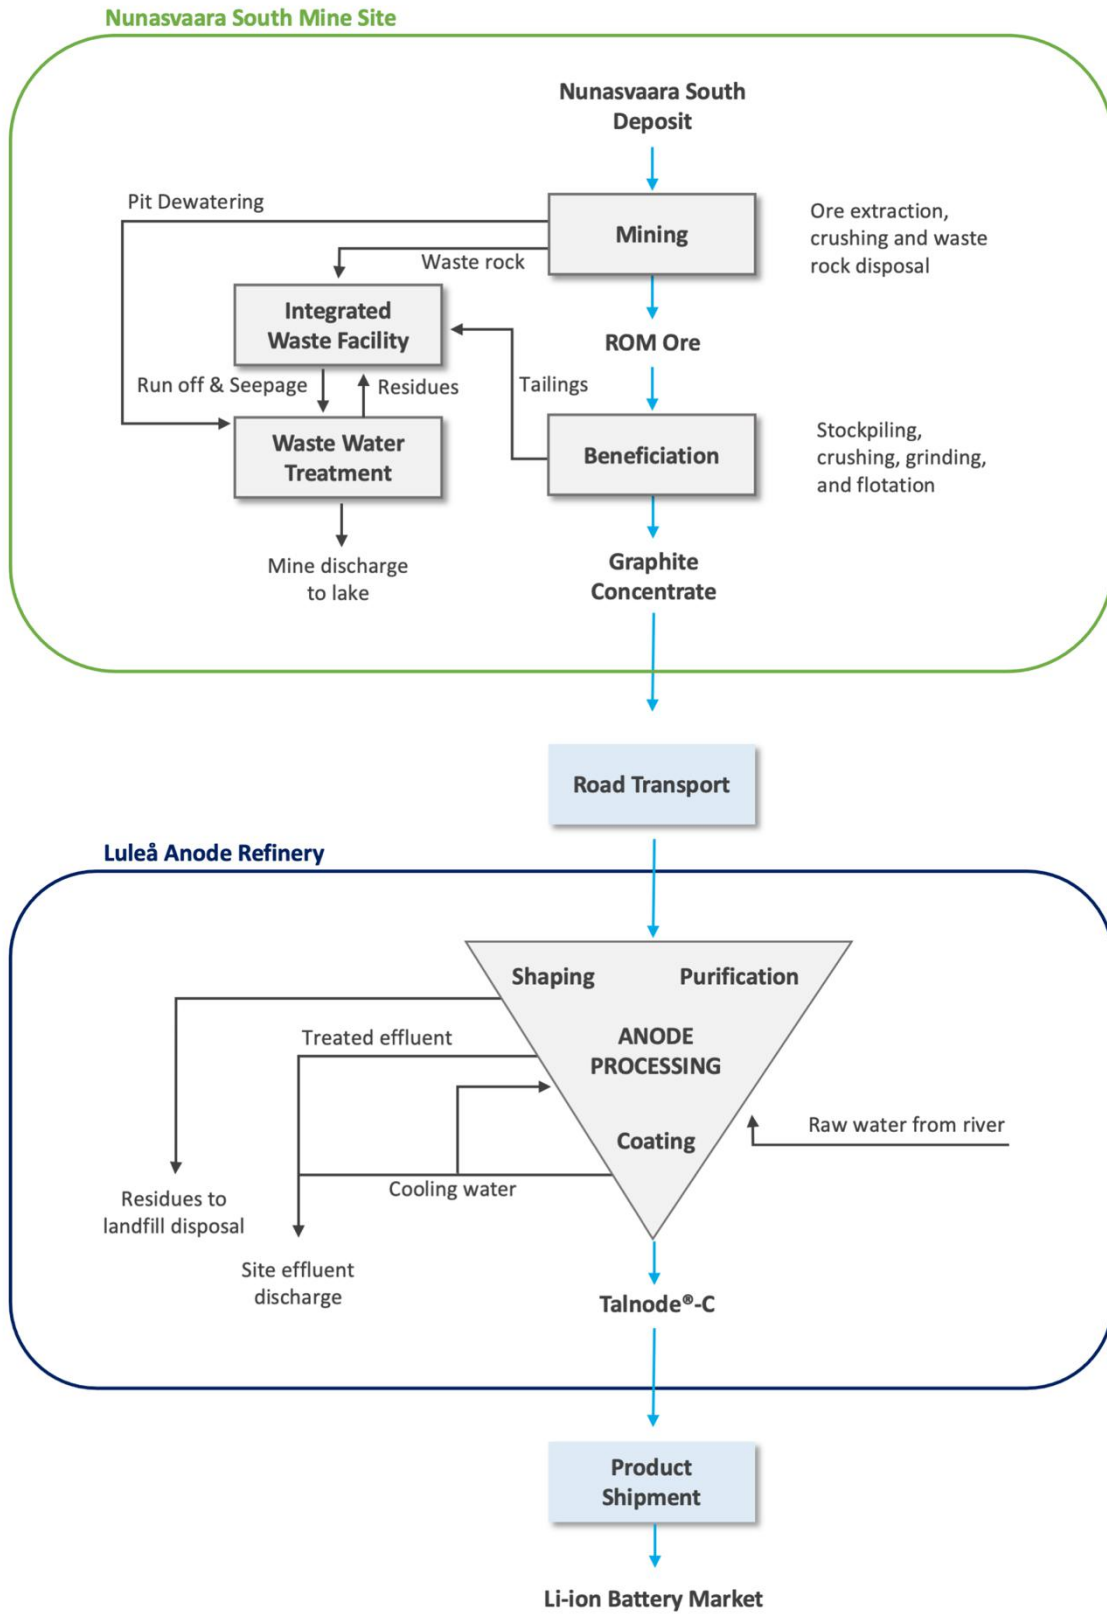 Nunasvaara South Mine Site
Nunasvaara South
Deposit
Pit Dewatering
Mining
Ore extraction,
crushing and waste
rock disposal
Waste rock
Integrated
Waste Facility
ROM Ore
Run off & Seepage
Residues
Tailings
Waste Water
Treatment
Beneficiation
Stockpiling,
crushing, grinding,
and flotation
Mine discharge
to lake
Graphite
Concentrate
Road Transport
Luleå Anode Refinery
Shaping
Purification
Treated effluent
ANODE
PROCESSING
Coating
Raw water from river
Cooling water
Residues to
landfill disposal
Site effluent
discharge
Talnode®-C
Product
Shipment
Li-ion Battery Market